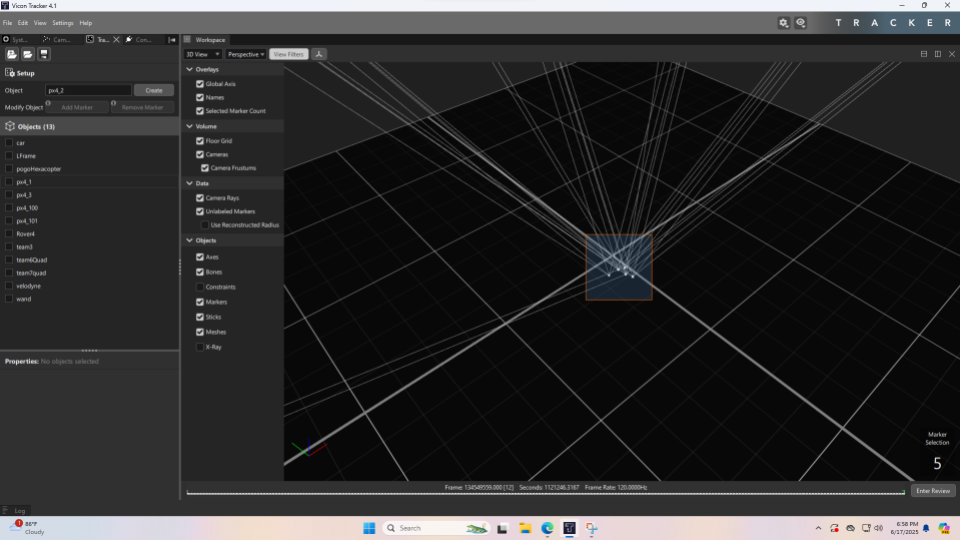 Vicon Tracker 4.1
File Edit View Settings Help
TRACKER
Syst... Cam... Tra... Con...
Workspace
3D View Perspective View Filters
Setup
Object px4_2 Create
Modify Object Add Marker Remove Marker
Objects (13)
car
LFrame
pogoHexacopter
px4_1
px4_3
px4_100
px4_101
Rover4
team3
team6Quad
team7quad
velodyne
wand
Properties: No objects selected
Overlays
Global Axis
Names
Selected Marker Count
Volume
Floor Grid
Cameras
Camera Frustums
Data
Camera Rays
Unlabeled Markers
Use Reconstructed Radius
Objects
Axes
Bones
Constraints
Markers
Sticks
Meshes
X-Ray
Marker
Selection
5
Frame: 134549559.000 [12] Seconds: 1121246.3167 Frame Rate: 120.0000Hz
Enter Review
Log
1
86°F
Cloudy
Search
6:58 PM
6/17/2025